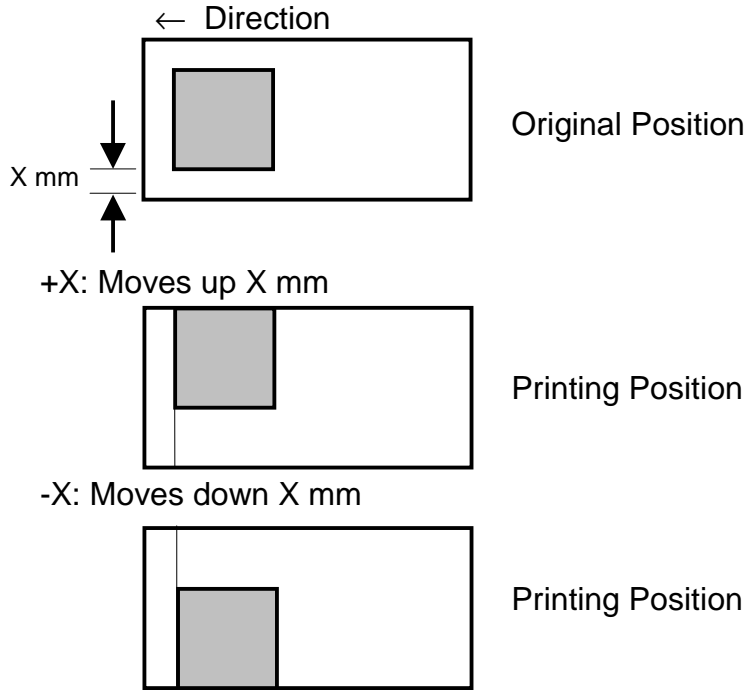 ← Direction
Original Position
X mm
+X: Moves up X mm
Printing Position
-X: Moves down X mm
Printing Position